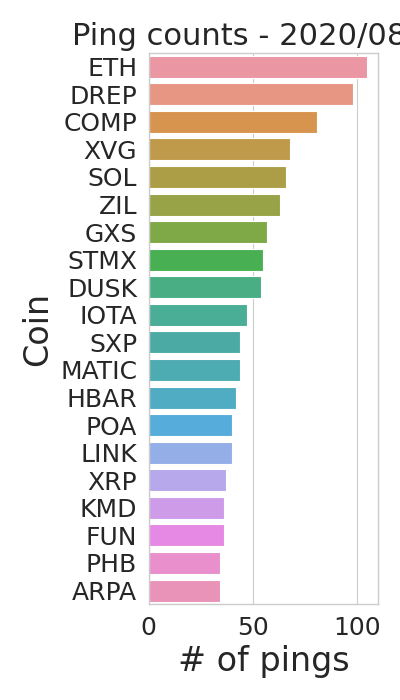 Ping counts - 2020/08
ETH
DREP
COMP
XVG
SOL
ZIL
GXS
STMX
DUSK
IOTA
SXP
MATIC
HBAR
POA
LINK
XRP
KMD
FUN
PHB
ARPA
Coin
0 50 100
# of pings